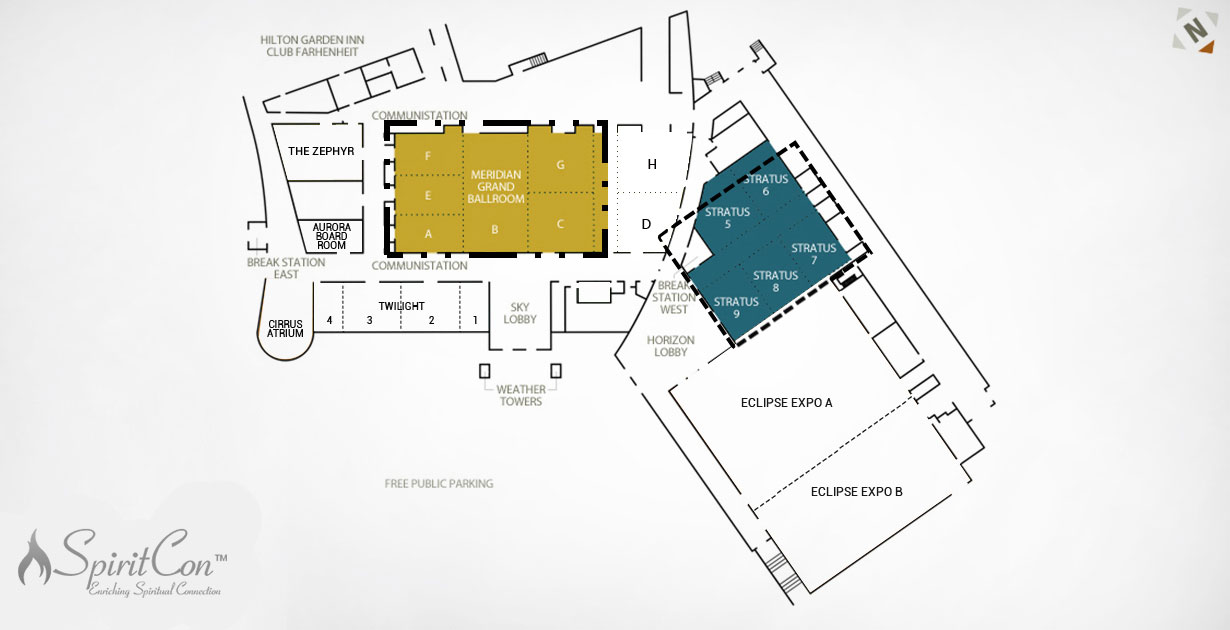 HILTON GARDEN INN
CLUB FARHENHEIT
N
COMMUNISTATION
THE ZEPHYR
F
MERIDIAN
GRAND
BALLROOM
G
H
E
A
B
C
D
STRATUS
6
STRATUS
5
STRATUS
7
STRATUS
8
STRATUS
9
AURORA
BOARD
ROOM
BREAK STATION
EAST
COMMUNISTATION
BREAK
STATION
WEST
CIRRUS
ATRIUM
TWILIGHT
4
3
2
1
SKY
LOBBY
HORIZON
LOBBY
WEATHER
TOWERS
ECLIPSE EXPO A
ECLIPSE EXPO B
FREE PUBLIC PARKING
SpiritCon™
Enriching Spiritual Connection